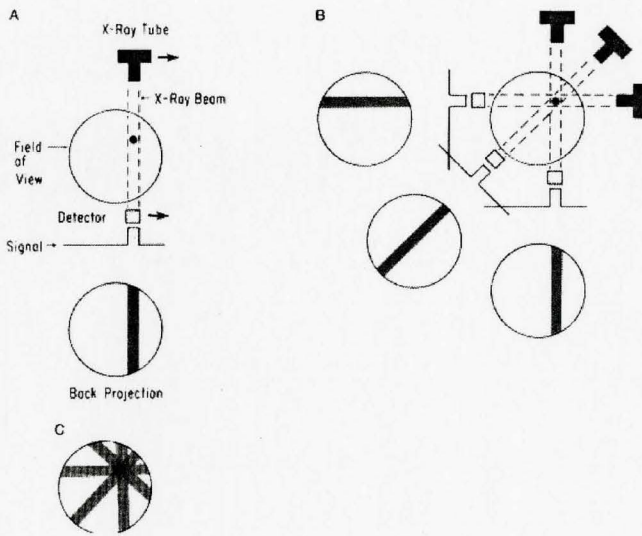 A
X-Ray Tube
X-Ray Beam
Field
of
View
Detector
Signal
Back Projection
B
C